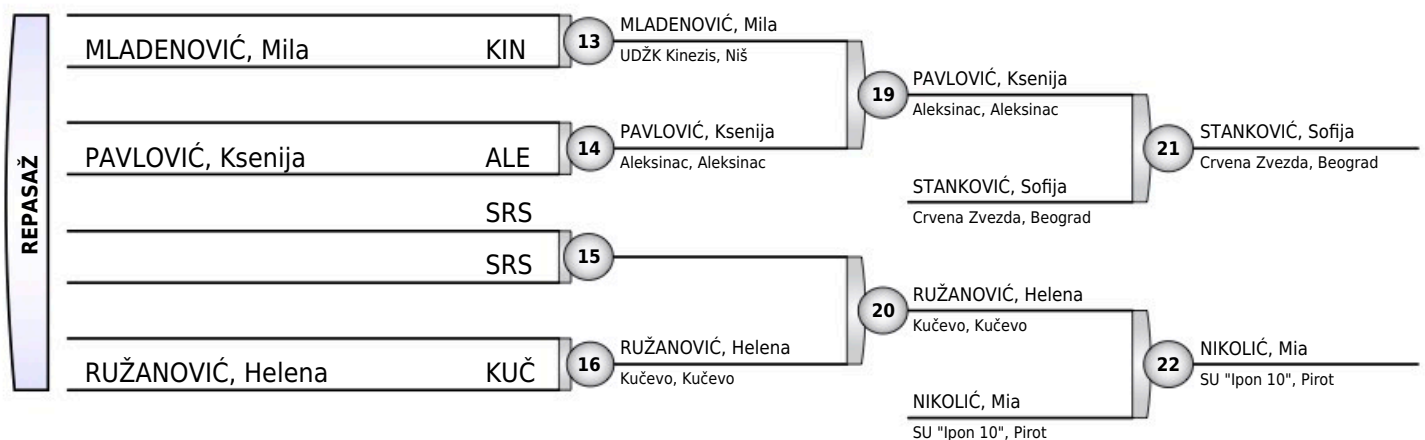 REPASAŽ
MLADENOVIĆ, Mila KIN
PAVLOVIĆ, Ksenija ALE
SRS
SRS
RUŽANOVIĆ, Helena KUČ
13
MLADENOVIĆ, Mila
UDŽK Kinezis, Niš
14
PAVLOVIĆ, Ksenija
Aleksinac, Aleksinac
15
16
RUŽANOVIĆ, Helena
Kučevo, Kučevo
19
PAVLOVIĆ, Ksenija
Aleksinac, Aleksinac
STANKOVIĆ, Sofija
Crvena Zvezda, Beograd
20
RUŽANOVIĆ, Helena
Kučevo, Kučevo
NIKOLIĆ, Mia
SU "Ipon 10", Pirot
21
STANKOVIĆ, Sofija
Crvena Zvezda, Beograd
22
NIKOLIĆ, Mia
SU "Ipon 10", Pirot